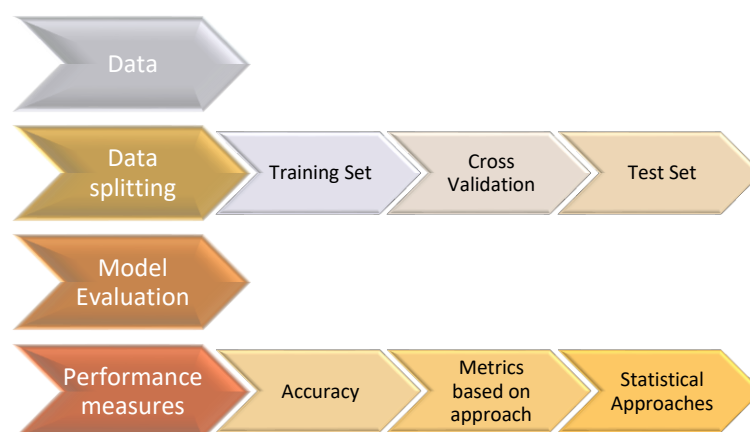 Data
Data
splitting
Training Set
Cross
Validation
Test Set
Model
Evaluation
Performance
measures
Accuracy
Metrics
based on
approach
Statistical
Approaches